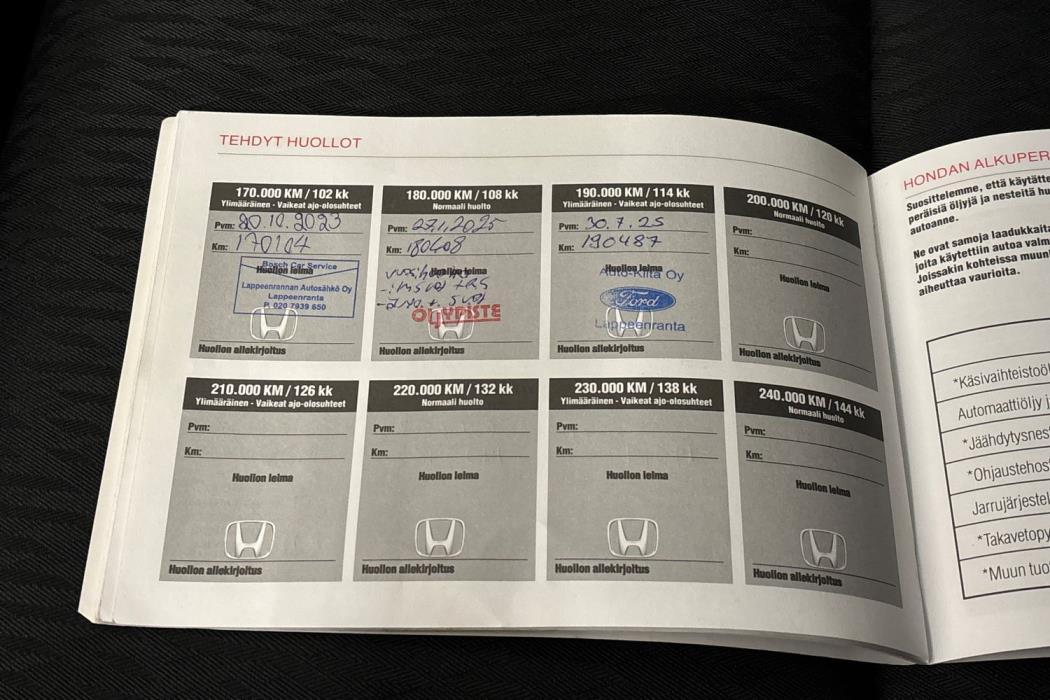 TEHDYT HUOLLOT
170.000 KM / 102 kk
Ylimääräinen - Vaikeat ajo-olosuhteet
Pvm: 20.10.2023
Km: 170104
Huollon leima
Bosch Car Service
Lappeenrannan Autosähkö Oy
Lappeenranta
P. 020 7939 650
Huollon allekirjoitus
180.000 KM / 108 kk
Normaali huolto
Pvm: 27.1.2025
Km: 180408
Huollon leima
ÖLJYPISTE
Huollon allekirjoitus
190.000 KM / 114 kk
Ylimääräinen - Vaikeat ajo-olosuhteet
Pvm: 30.7.25
Km: 190487
Huollon leima
Auto-Kilta Oy
Ford
Lappeenranta
Huollon allekirjoitus
200.000 KM / 120 kk
Normaali huolto
Pvm:
Km:
Huollon leima
Huollon allekirjoitus
210.000 KM / 126 kk
Ylimääräinen - Vaikeat ajo-olosuhteet
Pvm:
Km:
Huollon leima
Huollon allekirjoitus
220.000 KM / 132 kk
Normaali huolto
Pvm:
Km:
Huollon leima
Huollon allekirjoitus
230.000 KM / 138 kk
Ylimääräinen - Vaikeat ajo-olosuhteet
Pvm:
Km:
Huollon leima
Huollon allekirjoitus
240.000 KM / 144 kk
Normaali huolto
Pvm:
Km:
Huollon leima
Huollon allekirjoitus
HONDAN ALKUPER
Suosittelemme, että käytätte
peräisiä öljyjä ja nesteitä hu
autoanne.
Ne ovat samoja laadukkaita
joita käytettiin autoa valm
Joissakin kohteissa muun
aiheuttaa vaurioita.
*Käsivaihteistoöl
Automaattiöljy j
*Jäähdytysnes
*Ohjaustehos
Jarrujärjestel
*Takavetopy
*Muun tuo